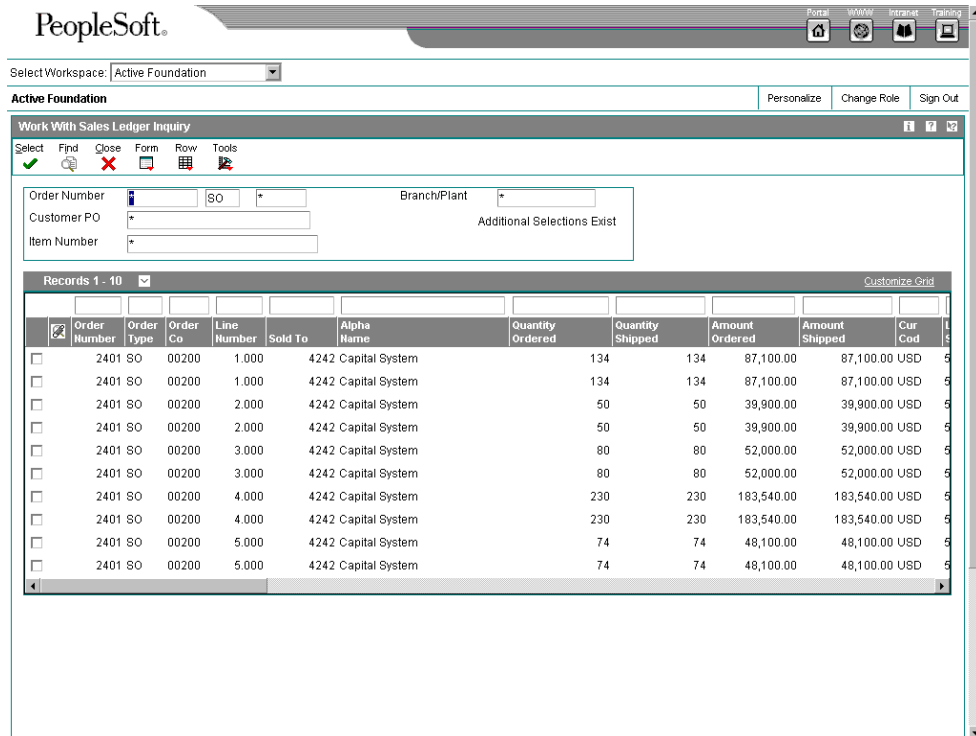 Portal WWW Intranet Training
PeopleSoft®
Select Workspace: Active Foundation
Active Foundation Personalize Change Role Sign Out
Work With Sales Ledger Inquiry
Select Find Close Form Row Tools
Order Number * SO * Branch/Plant *
Customer PO * Additional Selections Exist
Item Number *
Records 1 - 10 Customize Grid
Order Number Order Type Order Co Line Number Sold To Alpha Name Quantity Ordered Quantity Shipped Amount Ordered Amount Shipped Cur Cod
2401 SO 00200 1.000 4242 Capital System 134 134 87,100.00 87,100.00 USD 5
2401 SO 00200 1.000 4242 Capital System 134 134 87,100.00 87,100.00 USD 5
2401 SO 00200 2.000 4242 Capital System 50 50 39,900.00 39,900.00 USD 5
2401 SO 00200 2.000 4242 Capital System 50 50 39,900.00 39,900.00 USD 5
2401 SO 00200 3.000 4242 Capital System 80 80 52,000.00 52,000.00 USD 5
2401 SO 00200 3.000 4242 Capital System 80 80 52,000.00 52,000.00 USD 5
2401 SO 00200 4.000 4242 Capital System 230 230 183,540.00 183,540.00 USD 5
2401 SO 00200 4.000 4242 Capital System 230 230 183,540.00 183,540.00 USD 5
2401 SO 00200 5.000 4242 Capital System 74 74 48,100.00 48,100.00 USD 5
2401 SO 00200 5.000 4242 Capital System 74 74 48,100.00 48,100.00 USD 5